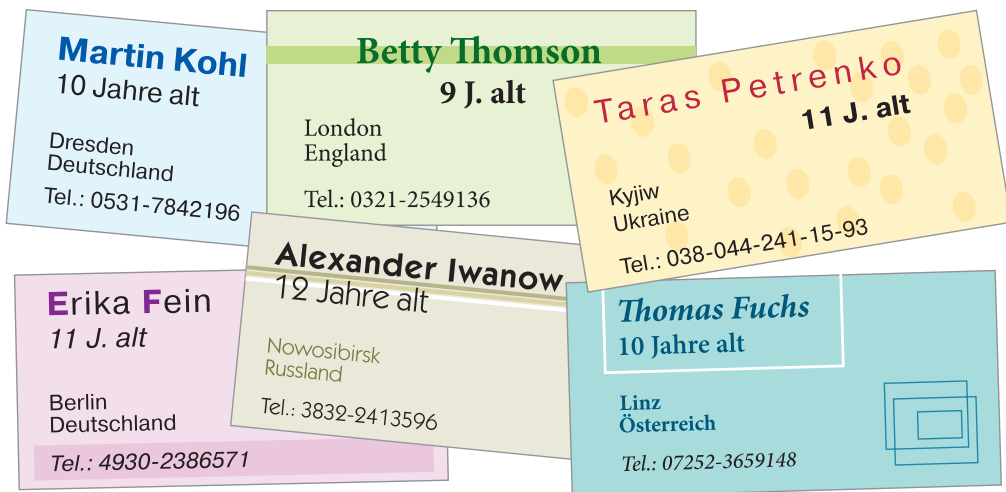 Martin Kohl
10 Jahre alt
Dresden
Deutschland
Tel.: 0531-7842196
Betty Thomson
9 J. alt
London
England
Tel.: 0321-2549136
Taras Petrenko
11 J. alt
Kyjiw
Ukraine
Tel.: 038-044-241-15-93
Erika Fein
11 J. alt
Berlin
Deutschland
Tel.: 4930-2386571
Alexander Iwanow
12 Jahre alt
Nowosibirsk
Russland
Tel.: 3832-2413596
Thomas Fuchs
10 Jahre alt
Linz
Österreich
Tel.: 07252-3659148